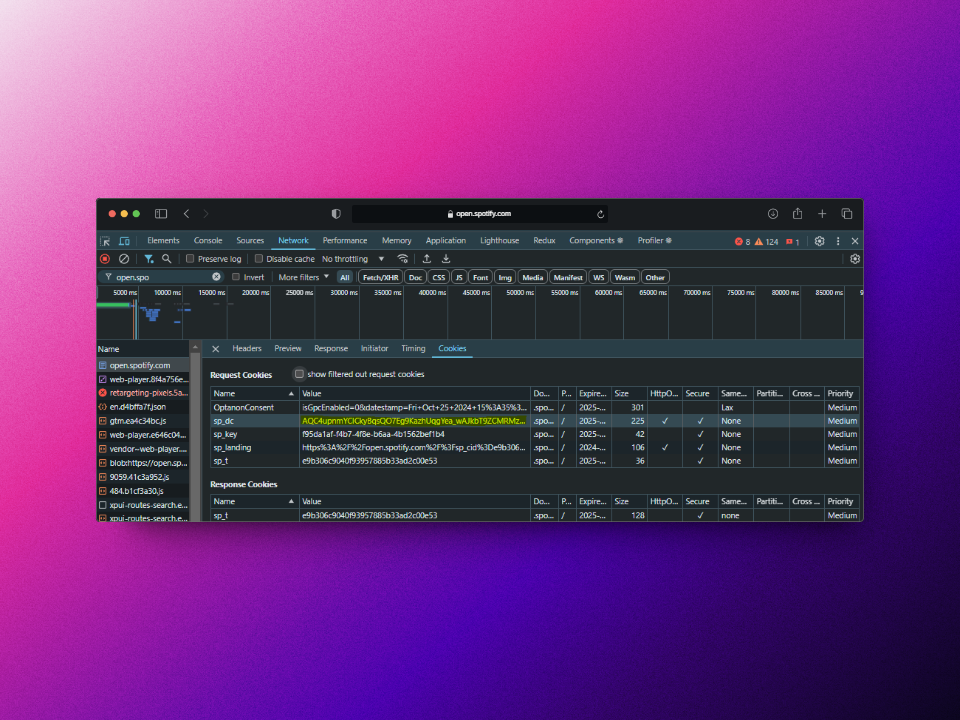 open.spotify.com
Elements Console Sources Network Performance Memory Application Lighthouse Redux Components Profiler 8 124 1
Preserve log Disable cache No throttling
open.spo Invert More filters All Fetch/XHR Doc CSS JS Font Img Media Manifest WS Wasm Other
5000 ms 10000 ms 15000 ms 20000 ms 25000 ms 30000 ms 35000 ms 40000 ms 45000 ms 50000 ms 55000 ms 60000 ms 65000 ms 70000 ms 75000 ms 80000 ms 85000 ms 9
Name
open.spotify.com
web-player.8f4a756e...
retargeting-pixels.5a...
en.d4bffa7f.json
gtm.ea4c34bc.js
web-player.e646c04...
vendor~web-player....
blob:https://open.sp...
9059.41c3a952.js
484.b1cf3a30.js
xpui-routes-search.e...
xpui-routes-search.e...
Headers Preview Response Initiator Timing Cookies
Request Cookies show filtered out request cookies
Name Value Do... P... Expire... Size HttpO... Secure Same... Partiti... Cross ... Priority
OptanonConsent isGpcEnabled=0&datestamp=Fri+Oct+25+2024+15%3A35%3... .spo... / 2025-... 301 Lax Medium
sp_dc .spo... / 2025-... 225 ✓ ✓ None Medium
sp_key f95da1af-f4b7-4f8e-b6aa-4b1562bef1b4 .spo... / 2025-... 42 ✓ None Medium
sp_landing https%3A%2F%2Fopen.spotify.com%2F%3Fsp_cid%3De9b306... .spo... / 2024-... 106 ✓ ✓ None Medium
sp_t e9b306c9040f93957885b33ad2c00e53 .spo... / 2025-... 36 ✓ None Medium
Response Cookies
Name Value Do... P... Expire... Size HttpO... Secure Same... Partiti... Cross ... Priority
sp_t e9b306c9040f93957885b33ad2c00e53 .spo... / 2025-... 128 ✓ none Medium